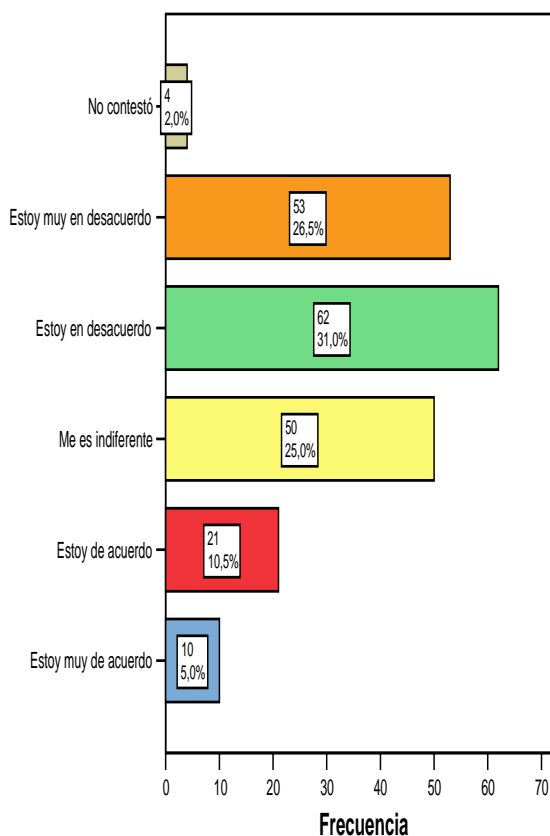 No contestó
4
2,0%
Estoy muy en desacuerdo
53
26,5%
Estoy en desacuerdo
62
31,0%
Me es indiferente
50
25,0%
Estoy de acuerdo
21
10,5%
Estoy muy de acuerdo
10
5,0%
0 10 20 30 40 50 60 70
Frecuencia